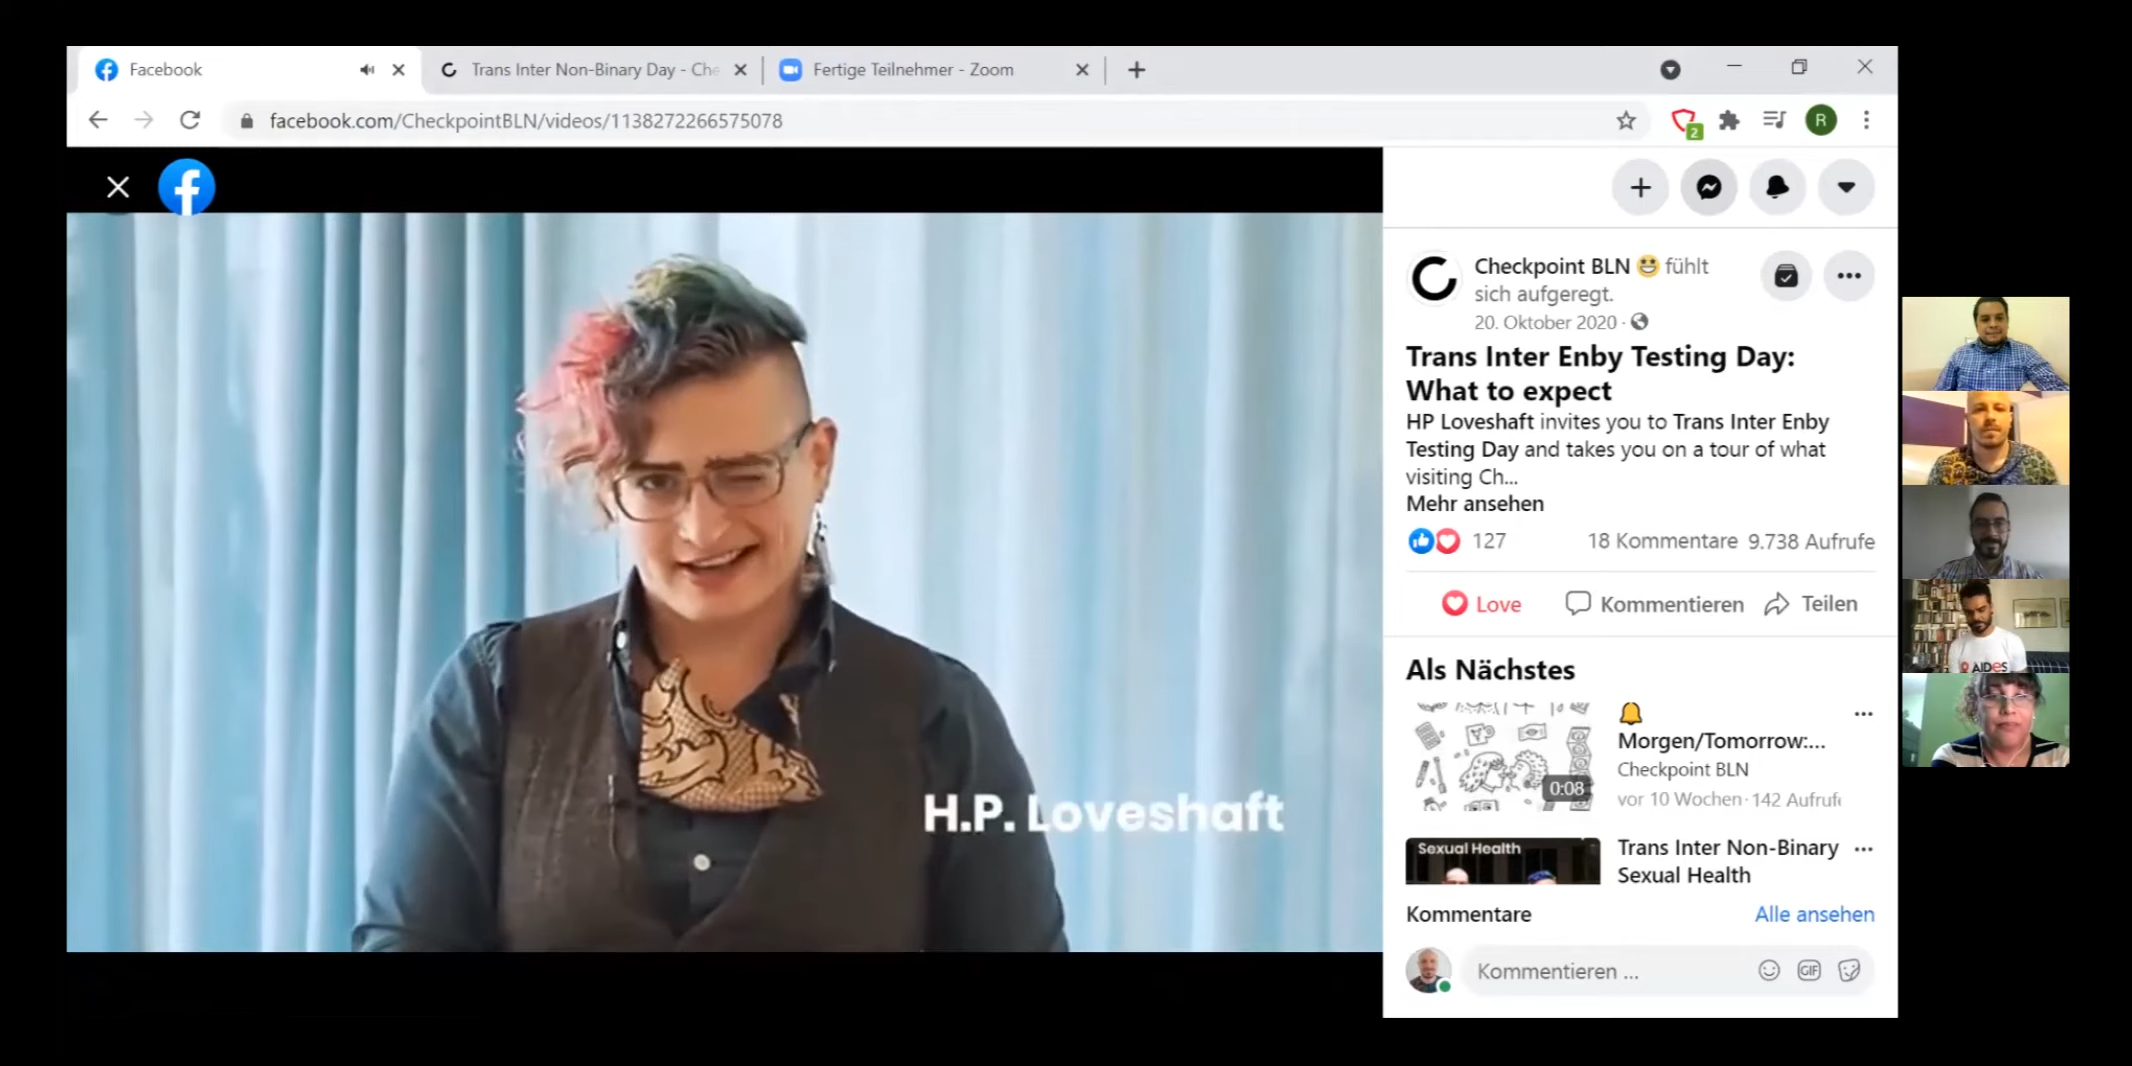 Facebook
Trans Inter Non-Binary Day - Che
Fertige Teilnehmer - Zoom
facebook.com/CheckpointBLN/videos/1138272266575078
2
R
Checkpoint BLN fühlt
sich aufgeregt.
20. Oktober 2020 ·
Trans Inter Enby Testing Day:
What to expect
HP Loveshaft invites you to Trans Inter Enby
Testing Day and takes you on a tour of what
visiting Ch...
Mehr ansehen
127
18 Kommentare 9.738 Aufrufe
Love
Kommentieren
Teilen
Als Nächstes
0:08
Morgen/Tomorrow:...
Checkpoint BLN
vor 10 Wochen · 142 Aufrufe
Sexual Health
Trans Inter Non-Binary
Sexual Health
Kommentare
Alle ansehen
Kommentieren ...
GIF
H.P. Loveshaft
AIDES